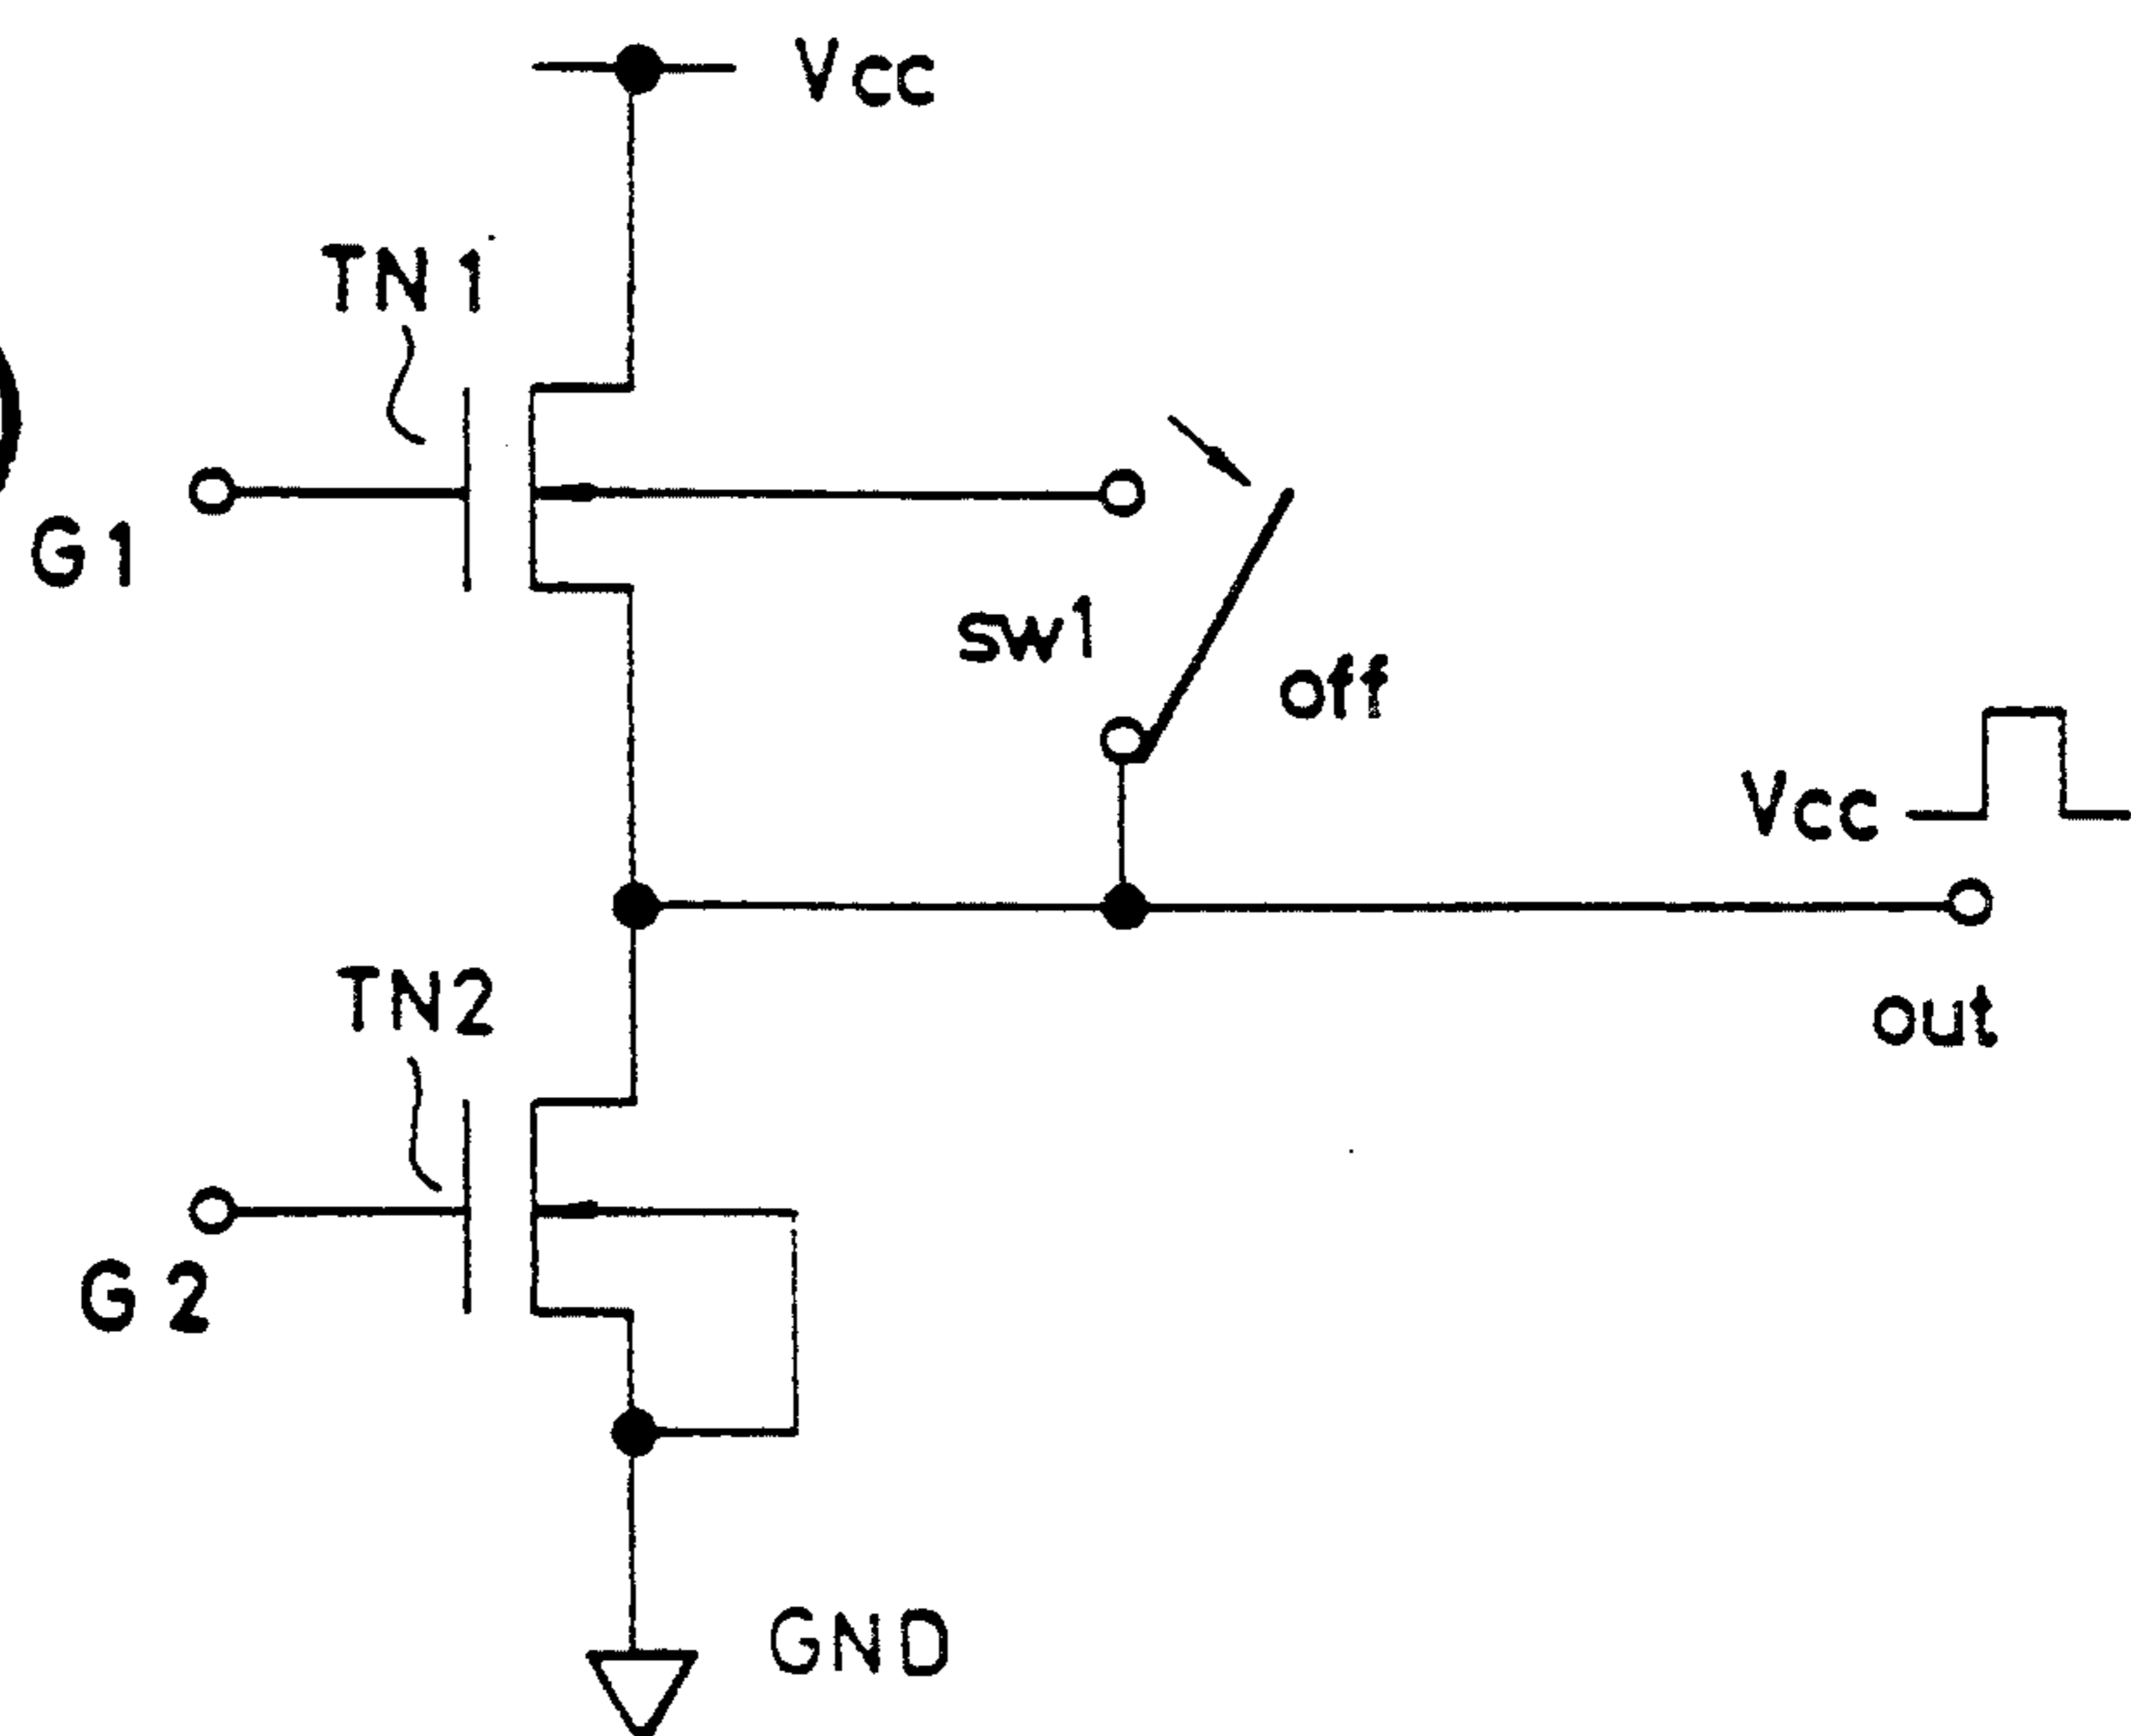 Vcc
TN1
G1
sw1
off
Vcc
out
TN2
G2
GND